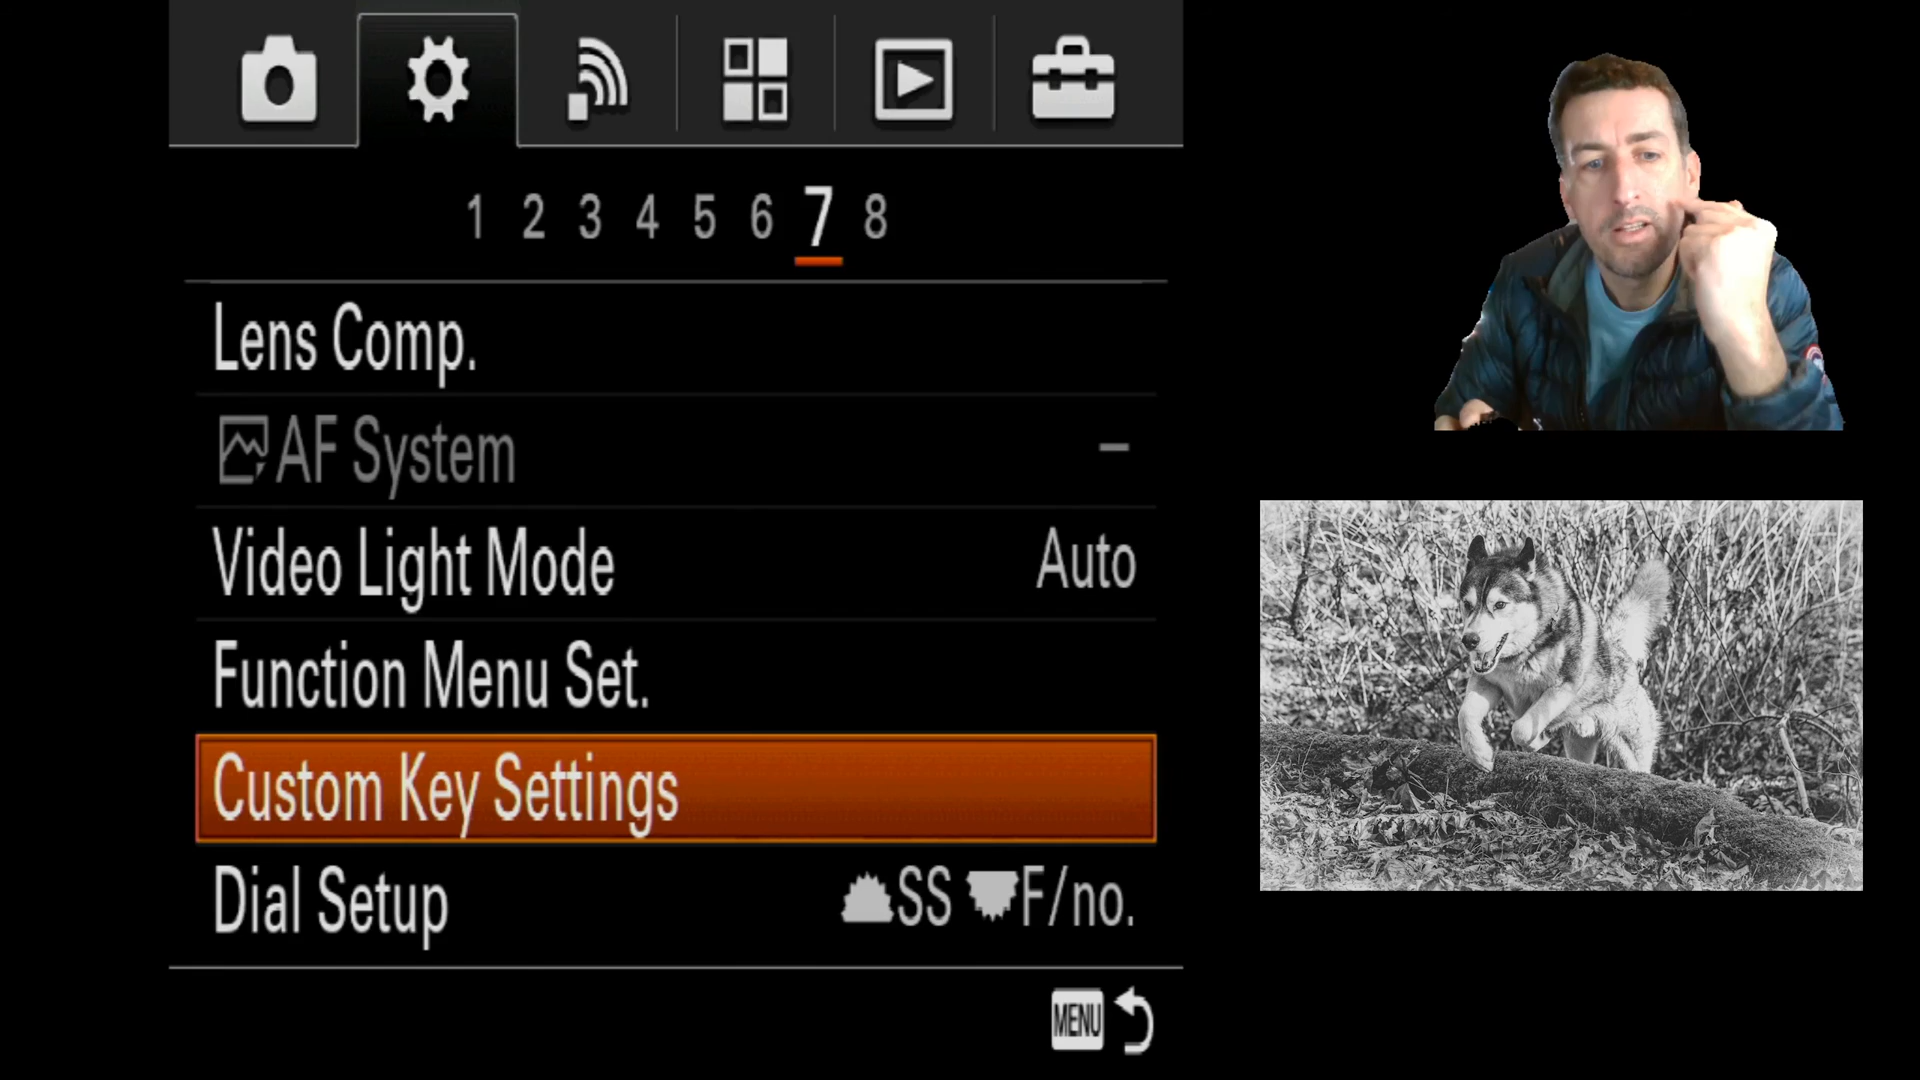 1 2 3 4 5 6 7 8
Lens Comp.
AF System –
Video Light Mode Auto
Function Menu Set.
Custom Key Settings
Dial Setup SS F/no.
MENU